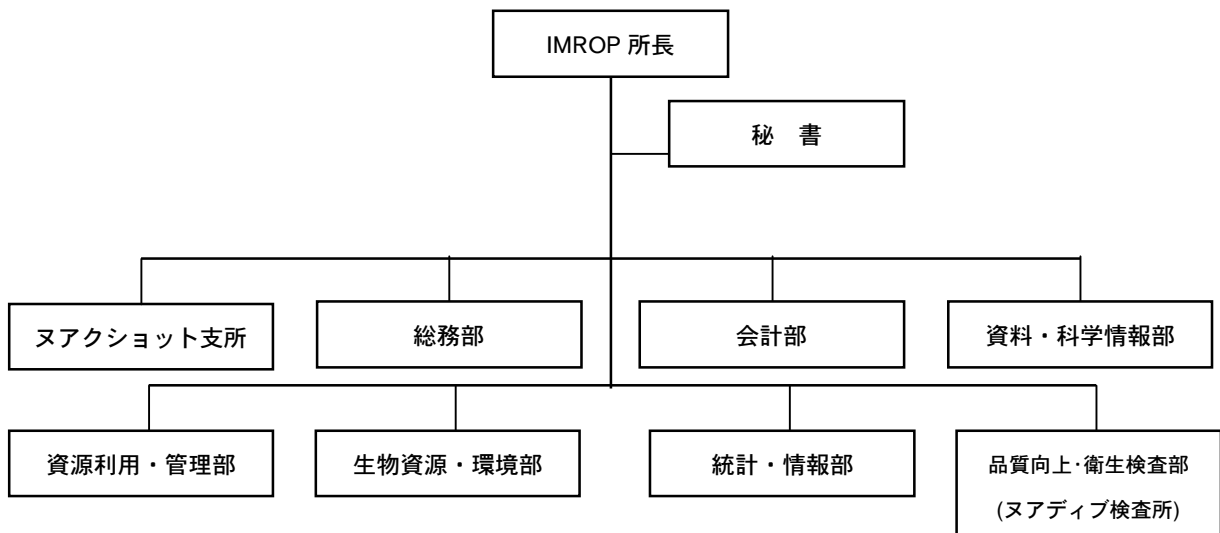 IMROP 所長
秘　書
ヌアクショット支所
総務部
会計部
資料・科学情報部
資源利用・管理部
生物資源・環境部
統計・情報部
品質向上･衛生検査部
(ヌアディブ検査所)